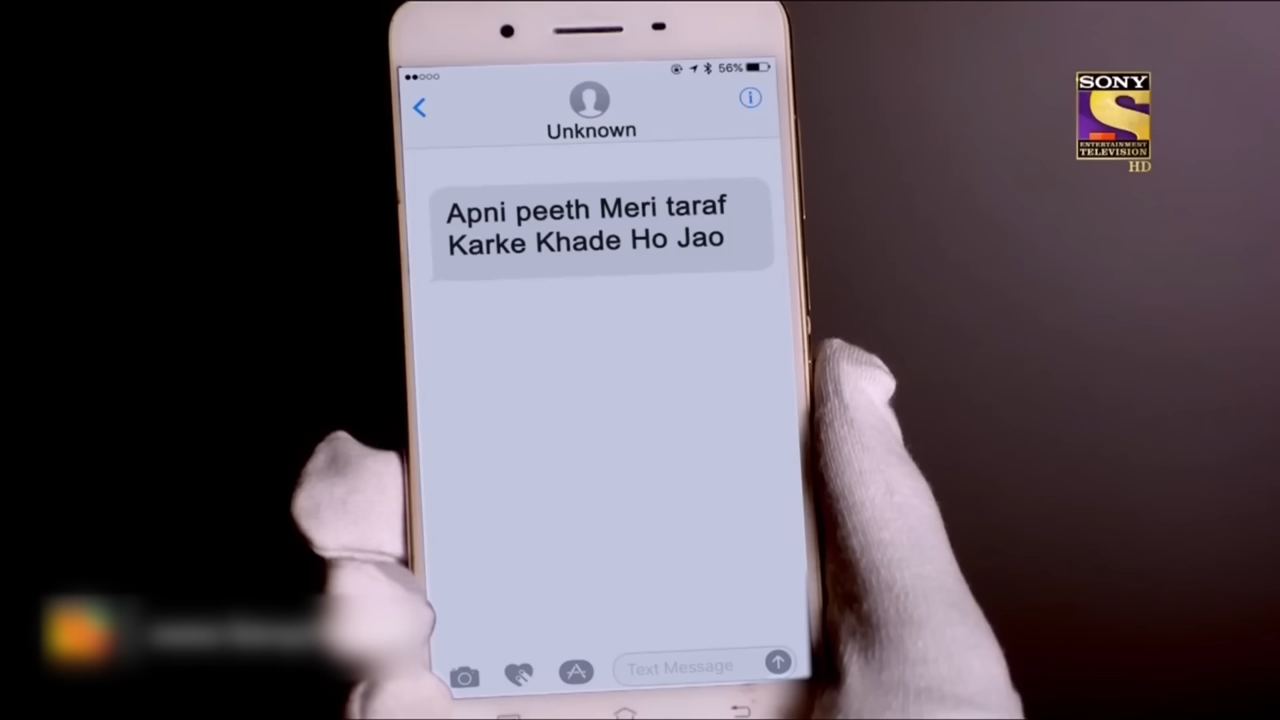 56%
Unknown
Apni peeth Meri taraf
Karke Khade Ho Jao
Text Message
SONY
ENTERTAINMENT
TELEVISION
HD